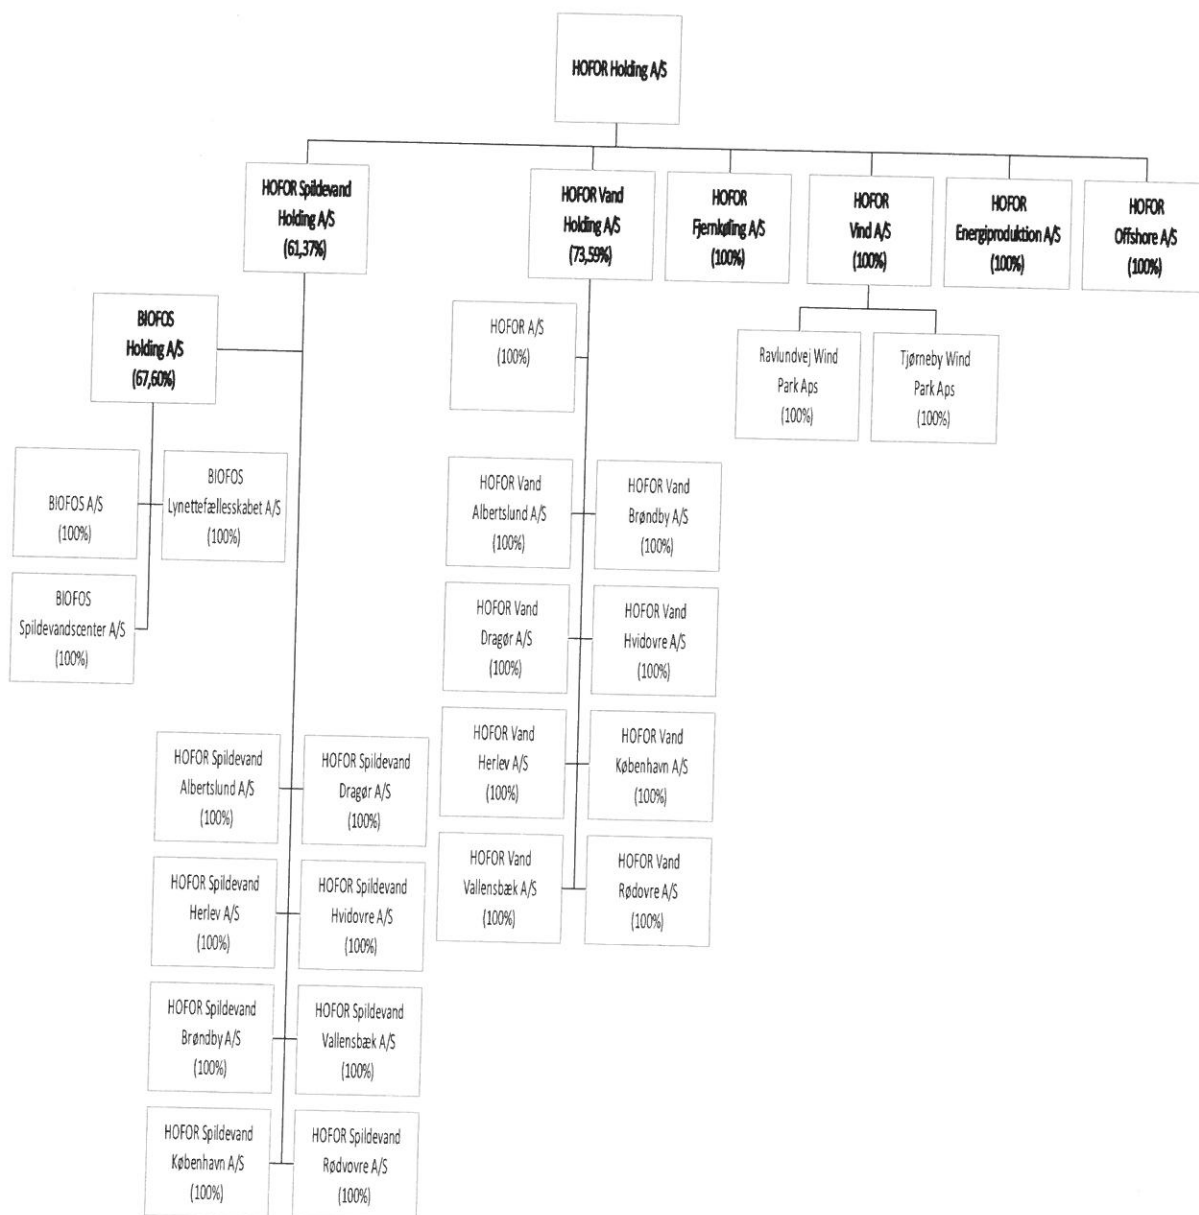 HOFOR Holding A/S
HOFOR Spildevand
Holding A/S
(61,37%)
HOFOR Vand
Holding A/S
(73,59%)
HOFOR
Fjernkøling A/S
(100%)
HOFOR
Vind A/S
(100%)
HOFOR
Energiproduktion A/S
(100%)
HOFOR
Offshore A/S
(100%)
BIOFOS
Holding A/S
(67,60%)
HOFOR A/S
(100%)
Ravlundvej Wind
Park Aps
(100%)
Tjørneby Wind
Park Aps
(100%)
BIOFOS A/S
(100%)
BIOFOS
Lynettefællesskabet A/S
(100%)
BIOFOS
Spildevandscenter A/S
(100%)
HOFOR Vand
Albertslund A/S
(100%)
HOFOR Vand
Brøndby A/S
(100%)
HOFOR Vand
Dragør A/S
(100%)
HOFOR Vand
Hvidovre A/S
(100%)
HOFOR Vand
Herlev A/S
(100%)
HOFOR Vand
København A/S
(100%)
HOFOR Vand
Vallensbæk A/S
(100%)
HOFOR Vand
Rødovre A/S
(100%)
HOFOR Spildevand
Albertslund A/S
(100%)
HOFOR Spildevand
Dragør A/S
(100%)
HOFOR Spildevand
Herlev A/S
(100%)
HOFOR Spildevand
Hvidovre A/S
(100%)
HOFOR Spildevand
Brøndby A/S
(100%)
HOFOR Spildevand
Vallensbæk A/S
(100%)
HOFOR Spildevand
København A/S
(100%)
HOFOR Spildevand
Rødvovre A/S
(100%)